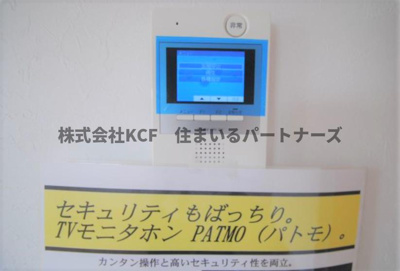 非常
株式会社KCF 住まいるパートナーズ
セキュリティもばっちり。
TVモニタホン PATMO (パトモ)。
カンタン操作と高いセキュリティ性を両立。